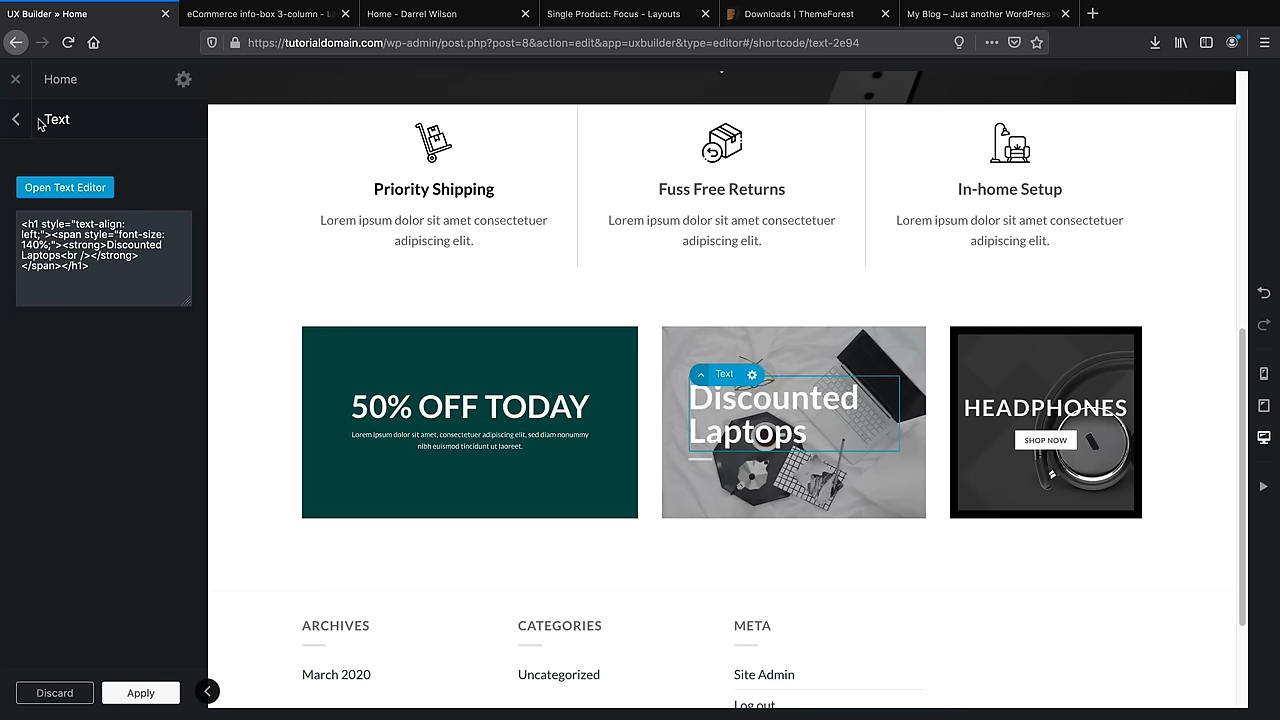 UX Builder » Home
eCommerce info-box 3-column - La
Home - Darrel Wilson
Single Product: Focus - Layouts
Downloads | ThemeForest
My Blog – Just another WordPress
https://tutorialdomain.com/wp-admin/post.php?post=8&action=edit&app=uxbuilder&type=editor#/shortcode/text-2e94
Home
Text
Open Text Editor
<h1 style="text-align:
left;"><span style="font-size:
140%;"><strong>Discounted
Laptops<br /></strong>
</span></h1>
Discard
Apply
Priority Shipping
Lorem ipsum dolor sit amet consectetuer
adipiscing elit.
Fuss Free Returns
Lorem ipsum dolor sit amet consectetuer
adipiscing elit.
In-home Setup
Lorem ipsum dolor sit amet consectetuer
adipiscing elit.
50% OFF TODAY
Lorem ipsum dolor sit amet, consectetuer adipiscing elit, sed diam nonummy
nibh euismod tincidunt ut laoreet.
Text
Discounted
Laptops
HEADPHONES
SHOP NOW
ARCHIVES
March 2020
CATEGORIES
Uncategorized
META
Site Admin
Log out